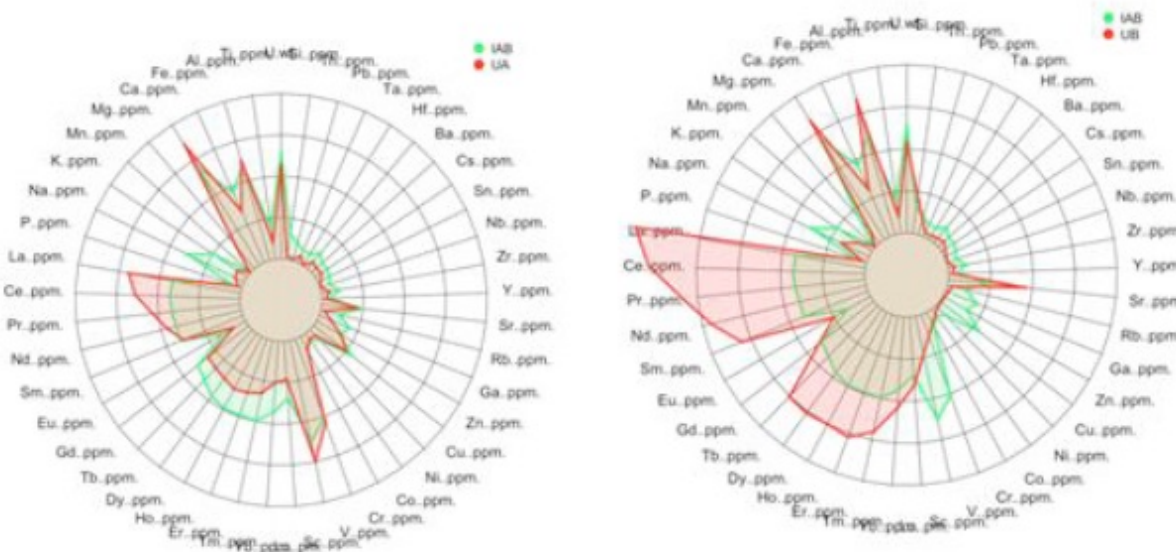 IAB
UA
Ti..ppm.
Al..ppm.
Fe..ppm.
Ca..ppm.
Mg..ppm.
Mn..ppm.
K..ppm.
Na..ppm.
P..ppm.
La..ppm.
Ce..ppm.
Pr..ppm.
Nd..ppm.
Sm..ppm.
Eu..ppm.
Gd..ppm.
Tb..ppm.
Dy..ppm.
Ho..ppm.
Er..ppm.
Tm..ppm.
Sc..ppm.
V..ppm.
Cr..ppm.
Co..ppm.
Ni..ppm.
Cu..ppm.
Zn..ppm.
Ga..ppm.
Rb..ppm.
Sr..ppm.
Y..ppm.
Zr..ppm.
Nb..ppm.
Sn..ppm.
Cs..ppm.
Ba..ppm.
Hf..ppm.
Ta..ppm.
Pb..ppm.
IAB
UB
Ti..ppm.
Al..ppm.
Fe..ppm.
Ca..ppm.
Mg..ppm.
Mn..ppm.
K..ppm.
Na..ppm.
P..ppm.
Ce..ppm.
Pr..ppm.
Nd..ppm.
Sm..ppm.
Eu..ppm.
Gd..ppm.
Tb..ppm.
Dy..ppm.
Ho..ppm.
Er..ppm.
Tm..ppm.
Sc..ppm.
V..ppm.
Cr..ppm.
Co..ppm.
Ni..ppm.
Cu..ppm.
Zn..ppm.
Ga..ppm.
Rb..ppm.
Sr..ppm.
Y..ppm.
Zr..ppm.
Nb..ppm.
Sn..ppm.
Cs..ppm.
Ba..ppm.
Hf..ppm.
Ta..ppm.
Pb..ppm.